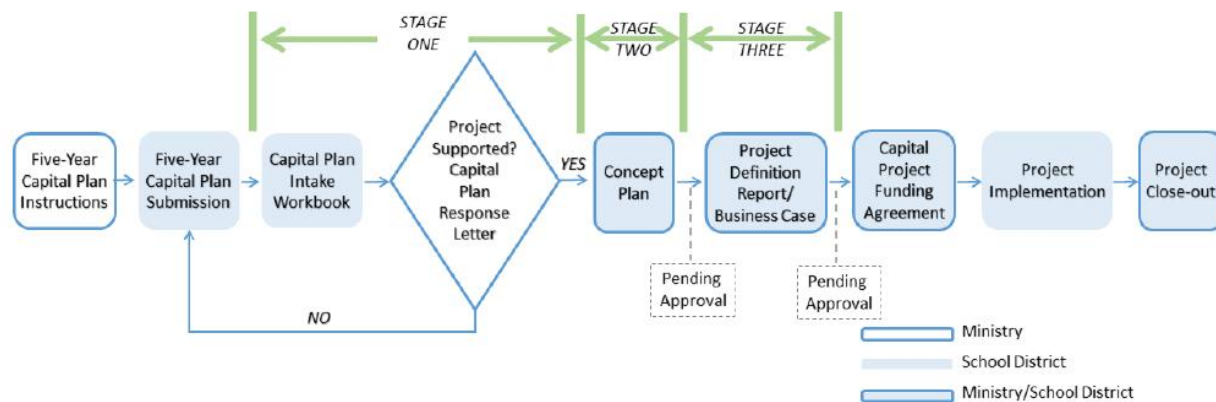 STAGE
ONE
STAGE
TWO
STAGE
THREE
Five-Year
Capital Plan
Instructions
Five-Year
Capital Plan
Submission
Capital Plan
Intake
Workbook
Project
Supported?
Capital
Plan
Response
Letter
YES
Concept
Plan
Project
Definition
Report/
Business Case
Capital
Project
Funding
Agreement
Project
Implementation
Project
Close-out
Pending
Approval
Pending
Approval
NO
Ministry
School District
Ministry/School District